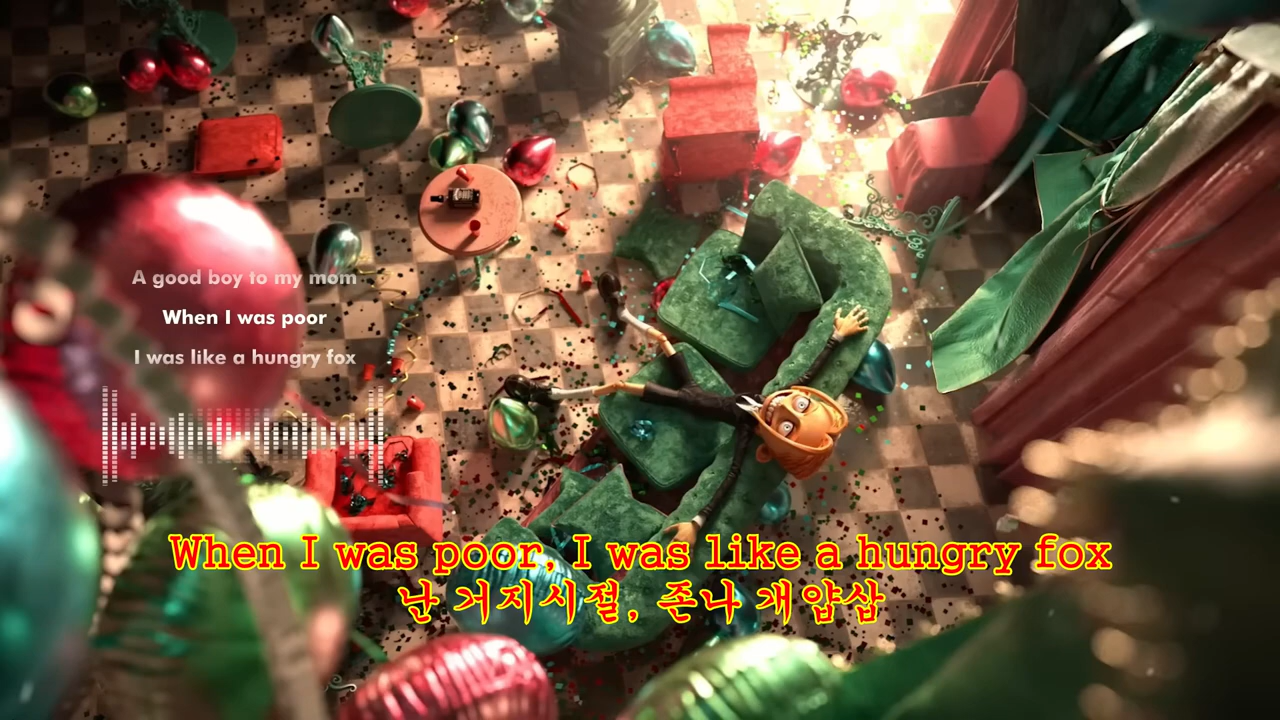 A good boy to my mom
When I was poor
I was like a hungry fox
When I was poor, I was like a hungry fox
난 거지시절, 존나 개얍삽